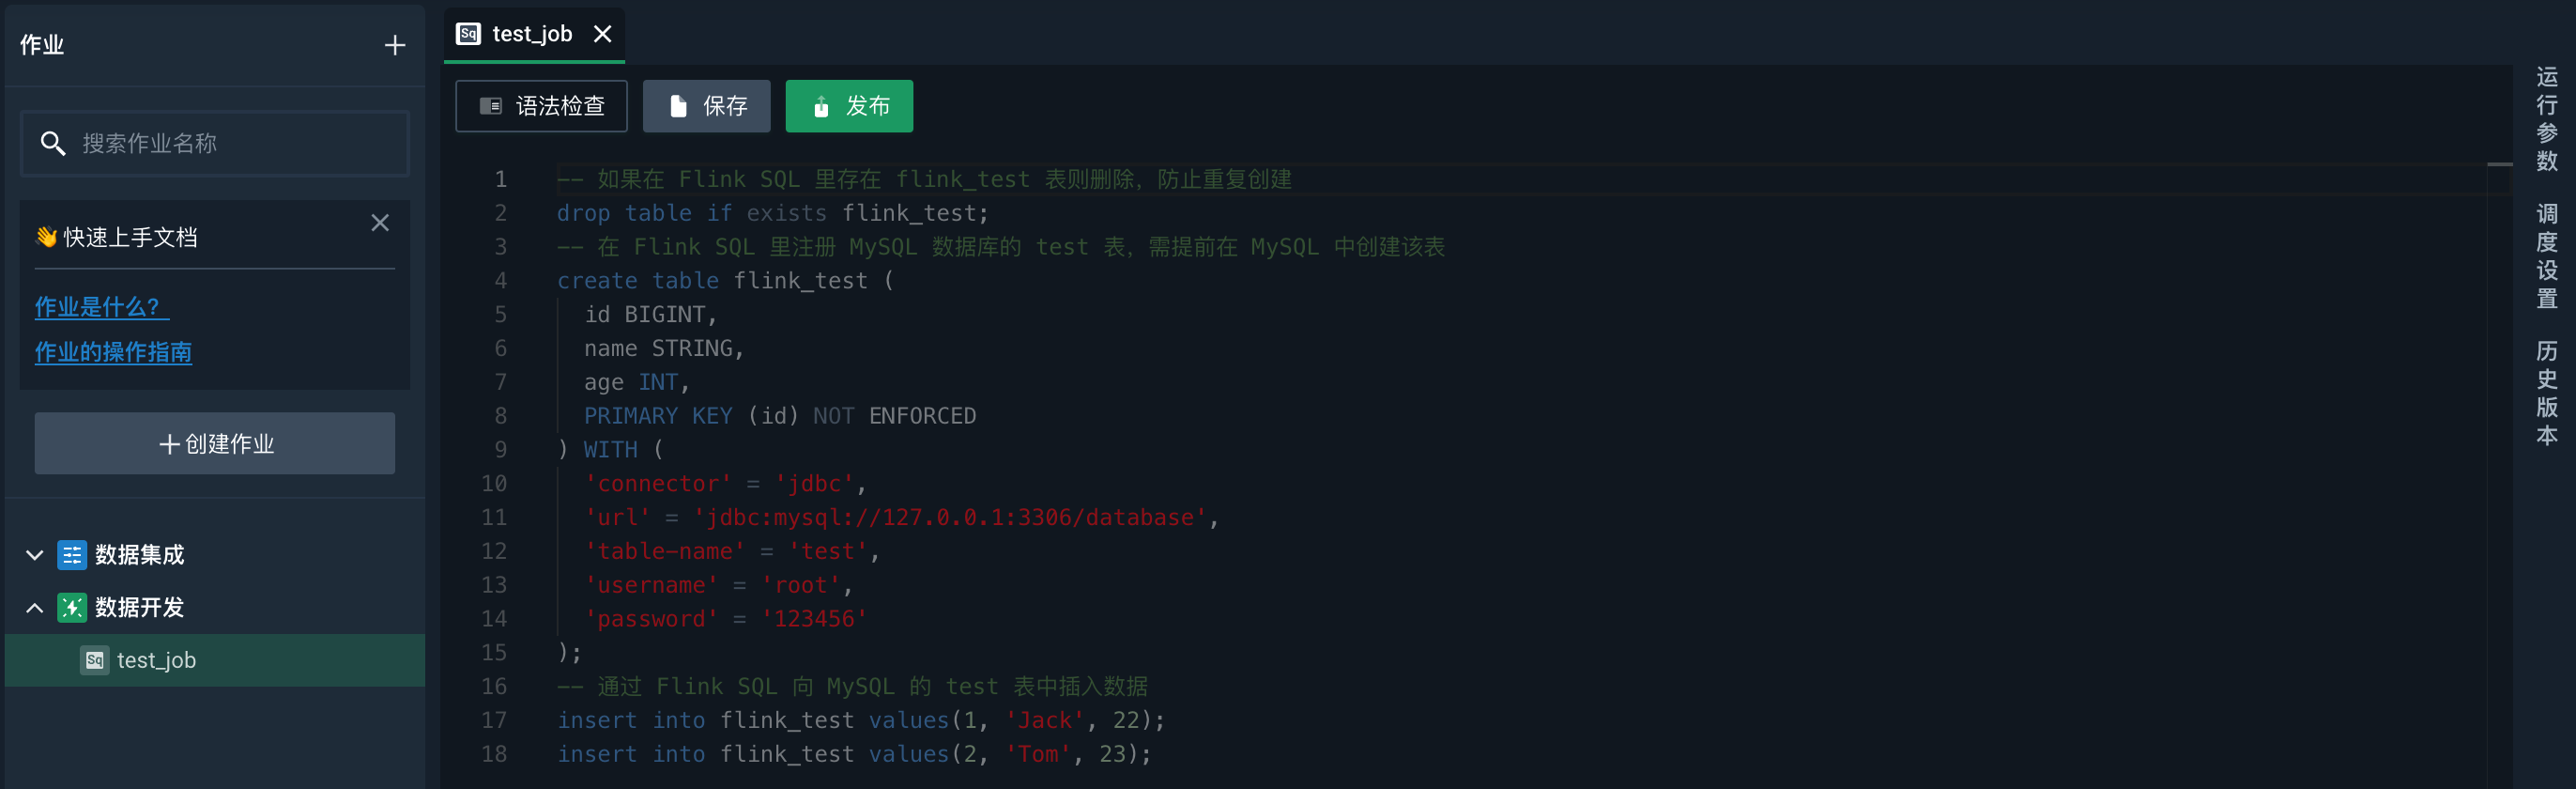 作业
搜索作业名称
👋快速上手文档
作业是什么？
作业的操作指南
创建作业
数据集成
数据开发
Sq test_job
Sq test_job
语法检查 保存 发布
1 -- 如果在 Flink SQL 里存在 flink_test 表则删除，防止重复创建
2 drop table if exists flink_test;
3 -- 在 Flink SQL 里注册 MySQL 数据库的 test 表，需提前在 MySQL 中创建该表
4 create table flink_test (
5 id BIGINT,
6 name STRING,
7 age INT,
8 PRIMARY KEY (id) NOT ENFORCED
9 ) WITH (
10 'connector' = 'jdbc',
11 'url' = 'jdbc:mysql://127.0.0.1:3306/database',
12 'table-name' = 'test',
13 'username' = 'root',
14 'password' = '123456'
15 );
16 -- 通过 Flink SQL 向 MySQL 的 test 表中插入数据
17 insert into flink_test values(1, 'Jack', 22);
18 insert into flink_test values(2, 'Tom', 23);
运行参数
调度设置
历史版本